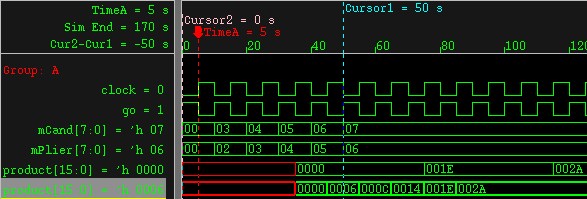 TimeA = 5 s
Sim End = 170 s
Cur2-Cur1 = -50 s
Cursor2 = 0 s
Cursor1 = 50 s
TimeA = 5 s
0 20 40 60 80 100 120
Group: A
clock = 0
go = 1
mCand[7:0] = 'h 07
00 03 04 05 06 07
mPlier[7:0] = 'h 06
00 02 03 04 05 06
product[15:0] = 'h 0000
0000 001E 002A
0000 0006 000C 0014 001E 002A